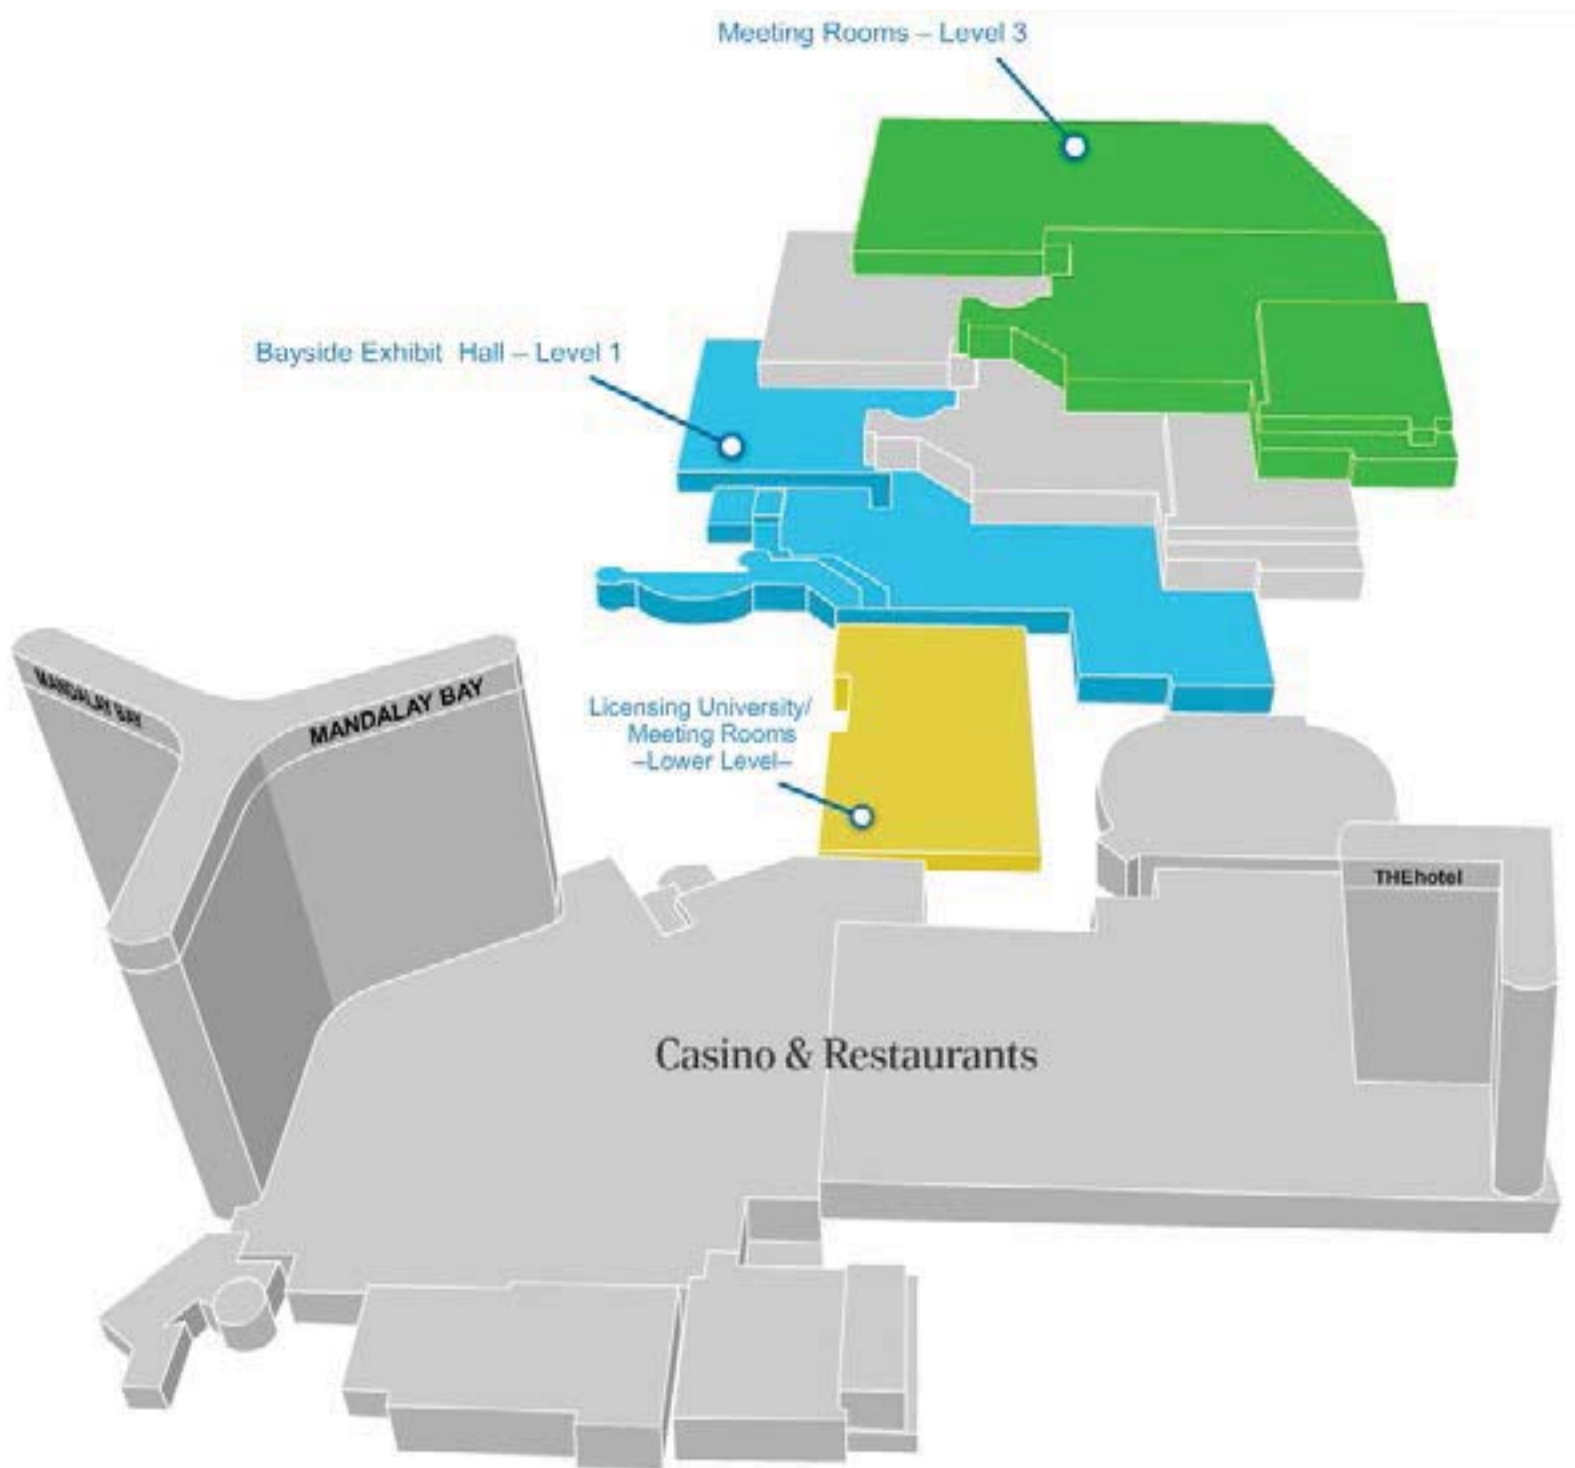 Meeting Rooms – Level 3
Bayside Exhibit Hall – Level 1
MANDALAY BAY
MANDALAY BAY
Licensing University/
Meeting Rooms
–Lower Level–
THEhotel
Casino & Restaurants